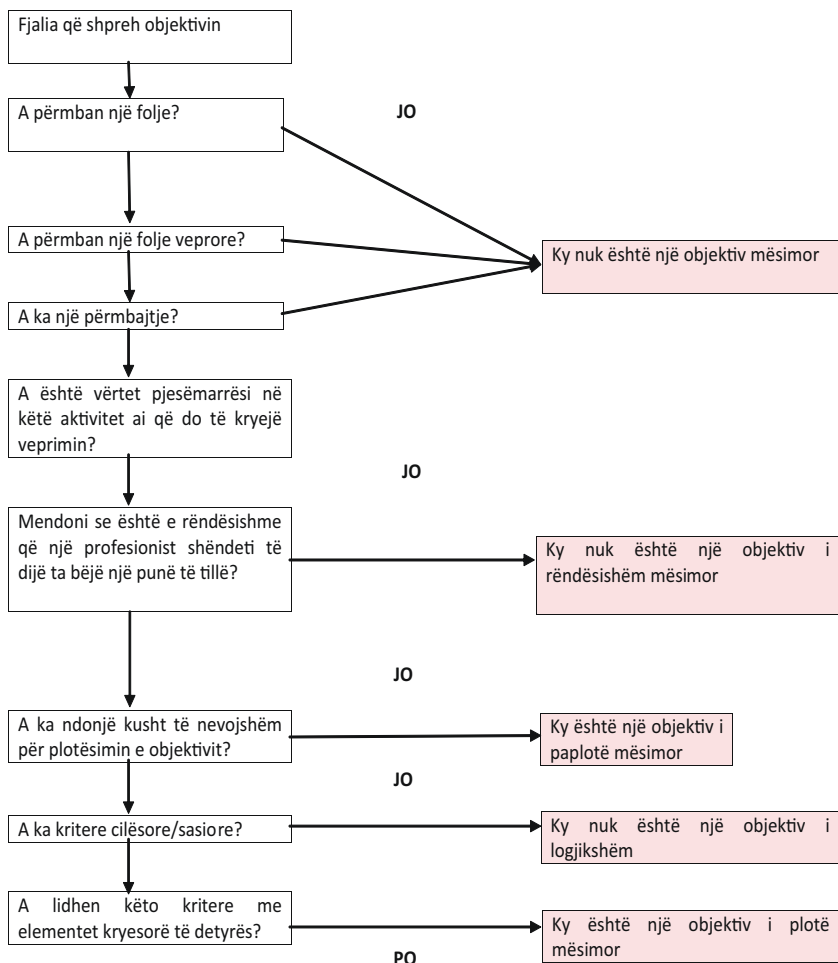 Fjalia që shpreh objektivin
A përmban një folje?
JO
A përmban një folje veprore?
Ky nuk është një objektiv mësimor
A ka një përmbajtje?
A është vërtet pjesëmarrësi në
këtë aktivitet ai që do të kryejë
veprimin?
JO
Mendoni se është e rëndësishme
që një profesionist shëndeti të
dijë ta bëjë një punë të tillë?
Ky nuk është një objektiv i
rëndësishëm mësimor
JO
A ka ndonjë kusht të nevojshëm
për plotësimin e objektivit?
Ky është një objektiv i
paplotë mësimor
JO
A ka kritere cilësore/sasiore?
Ky nuk është një objektiv i
logjikshëm
A lidhen këto kritere me
elementet kryesorë të detyrës?
Ky është një objektiv i plotë
mësimor
PO